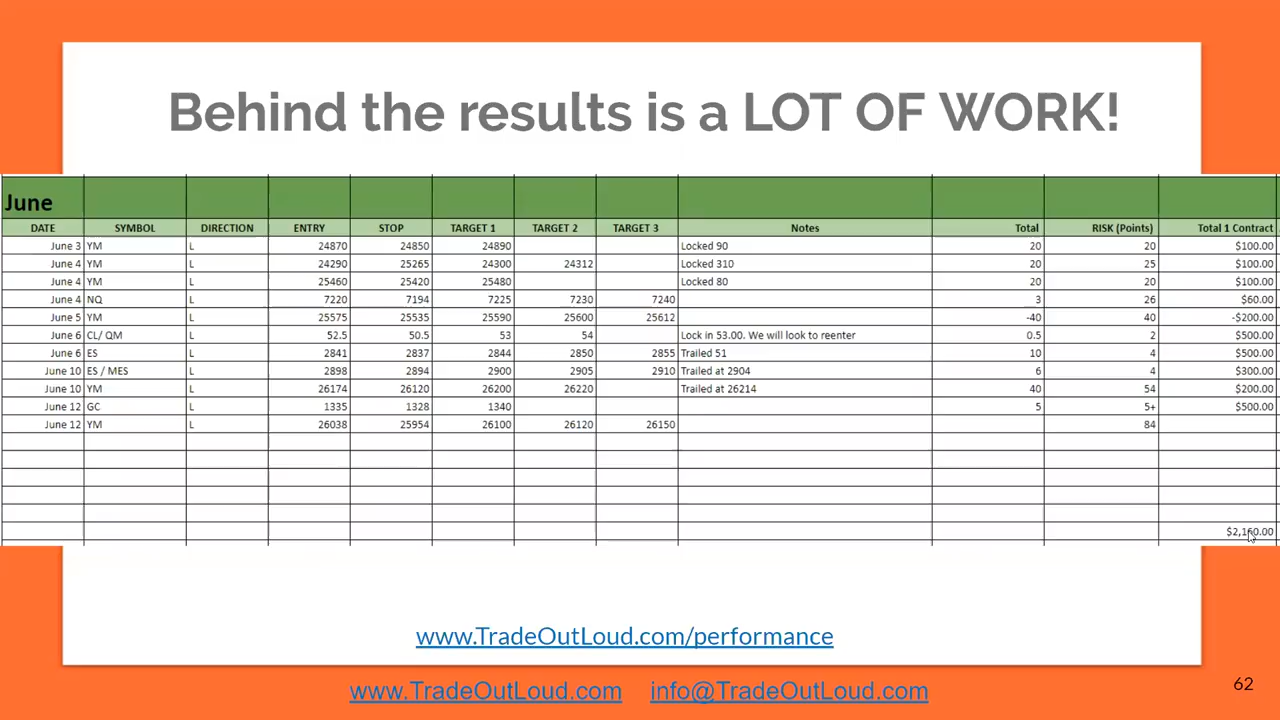 Behind the results is a LOT OF WORK!
June
DATE SYMBOL DIRECTION ENTRY STOP TARGET 1 TARGET 2 TARGET 3 Notes Total RISK (Points) Total 1 Contract
June 3 YM L 24870 24850 24890 Locked 90 20 20 $100.00
June 4 YM L 24290 25265 24300 24312 Locked 310 20 25 $100.00
June 4 YM L 25460 25420 25480 Locked 80 20 20 $100.00
June 4 NQ L 7220 7194 7225 7230 7240 3 26 $60.00
June 5 YM L 25575 25535 25590 25600 25612 -40 40 -$200.00
June 6 CL/ QM L 52.5 50.5 53 54 Lock in 53.00. We will look to reenter 0.5 2 $500.00
June 6 ES L 2841 2837 2844 2850 2855 Trailed 51 10 4 $500.00
June 10 ES / MES L 2898 2894 2900 2905 2910 Trailed at 2904 6 4 $300.00
June 10 YM L 26174 26120 26200 26220 Trailed at 26214 40 54 $200.00
June 12 GC L 1335 1328 1340 5 5+ $500.00
June 12 YM L 26038 25954 26100 26120 26150 84
$2,160.00
www.TradeOutLoud.com/performance
www.TradeOutLoud.com info@TradeOutLoud.com
62